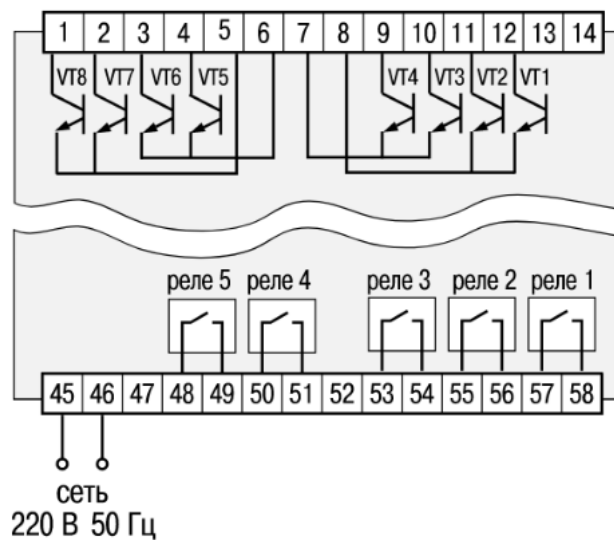 1 2 3 4 5 6 7 8 9 10 11 12 13 14
VT8 VT7 VT6 VT5 VT4 VT3 VT2 VT1
реле 5 реле 4 реле 3 реле 2 реле 1
45 46 47 48 49 50 51 52 53 54 55 56 57 58
сеть
220 В 50 Гц